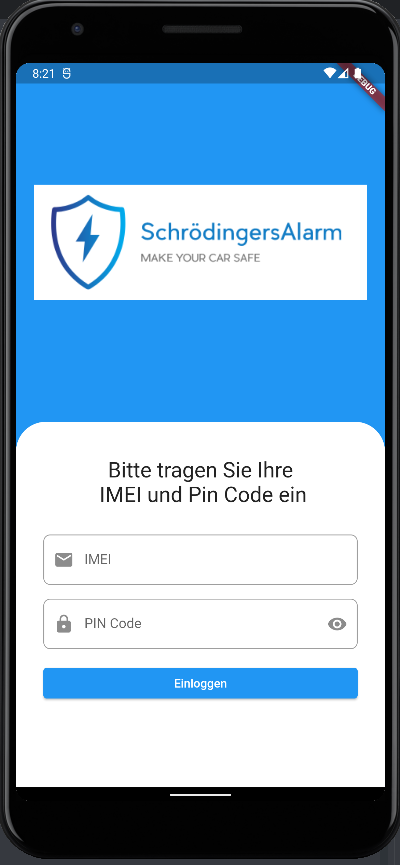 8:21
DEBUG
SchrödingersAlarm
MAKE YOUR CAR SAFE
Bitte tragen Sie Ihre
IMEI und Pin Code ein
IMEI
PIN Code
Einloggen